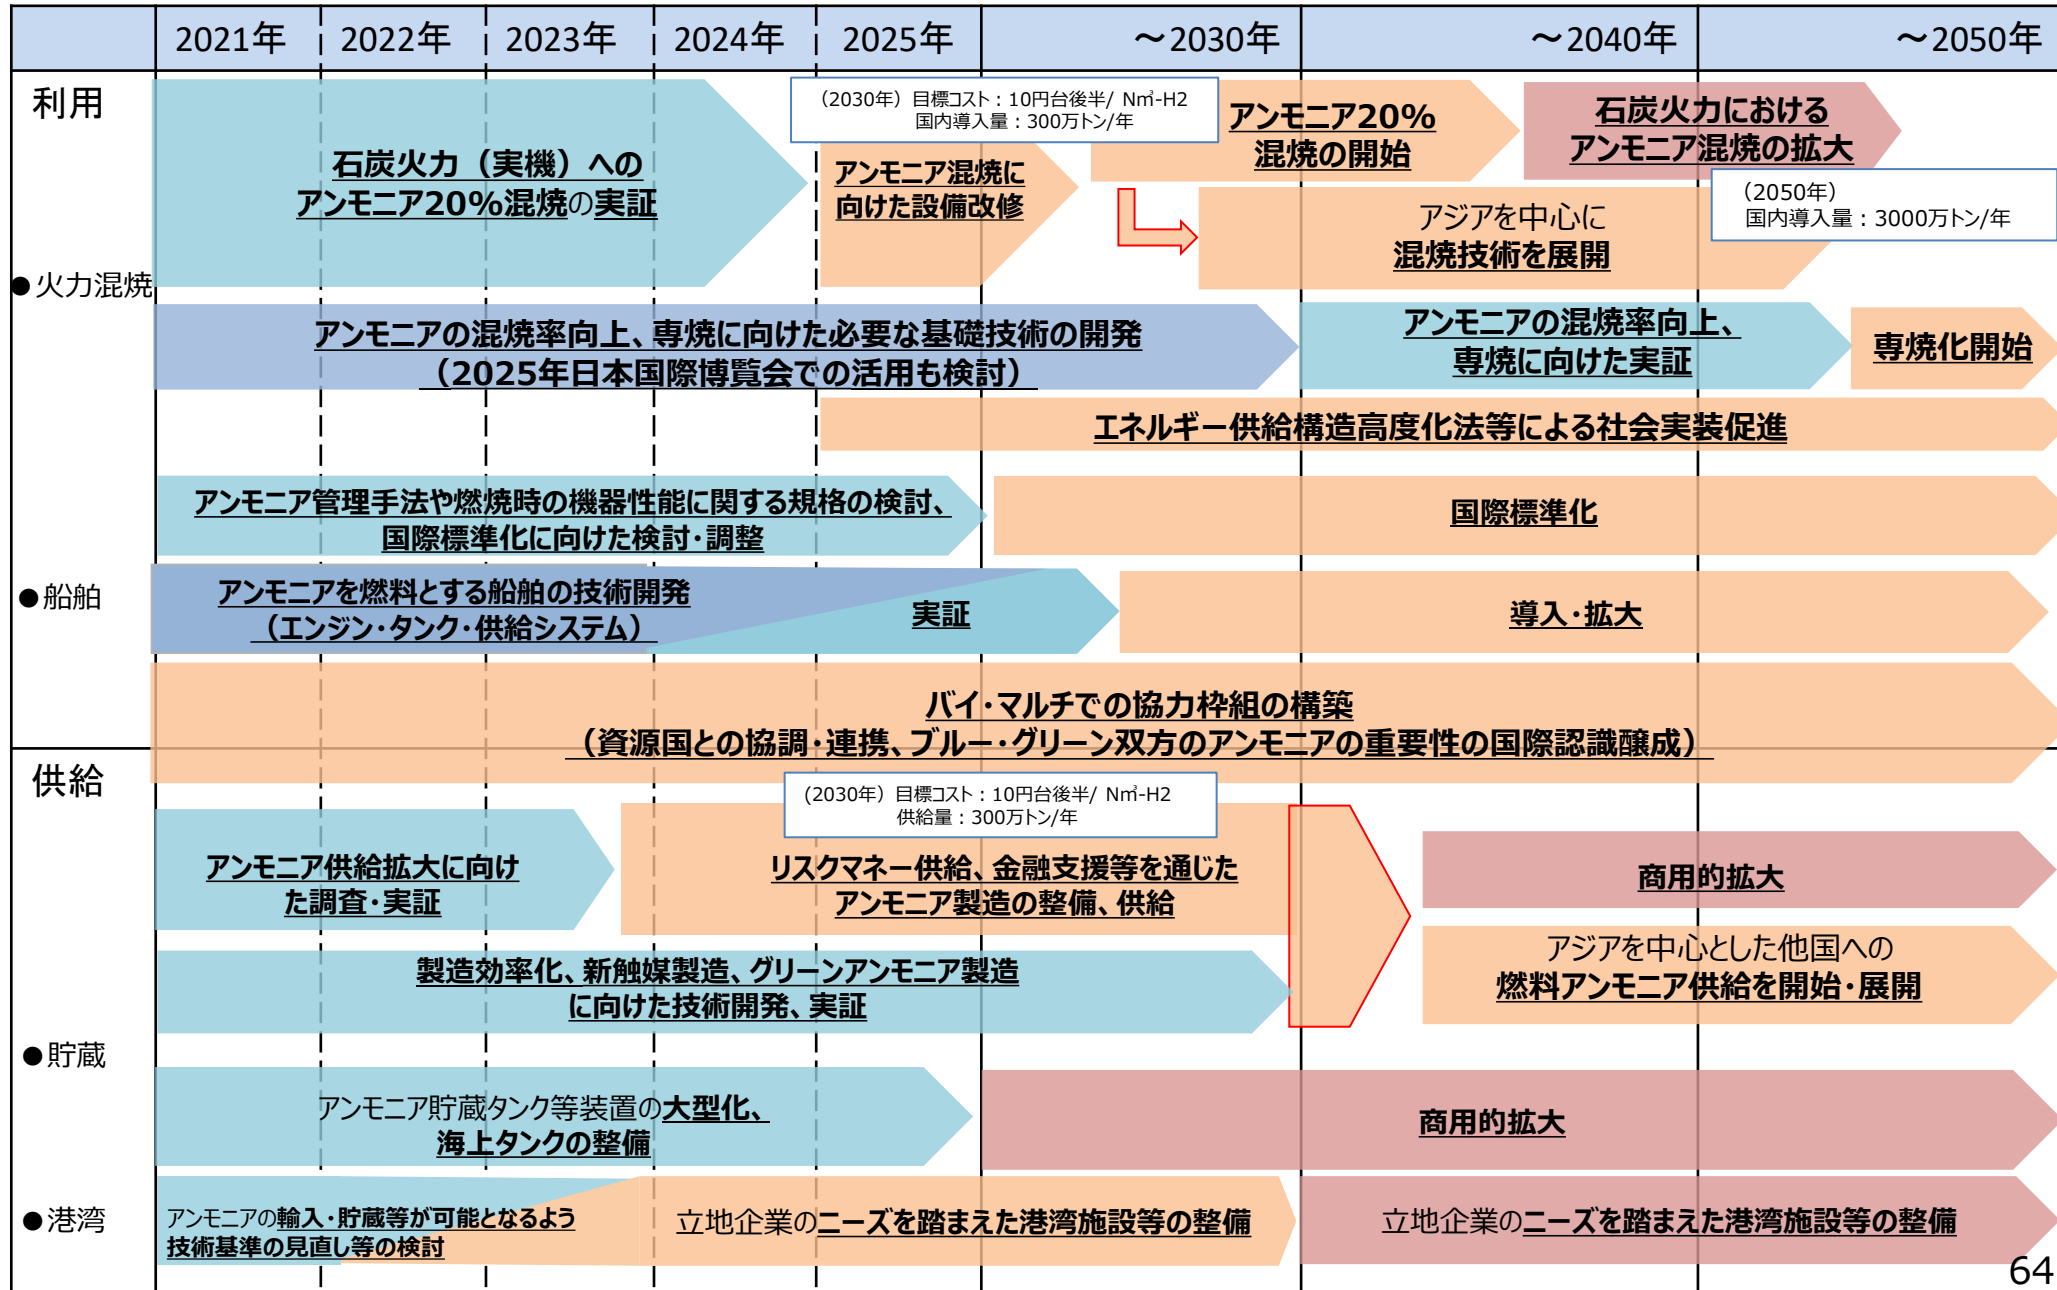 2021年 2022年 2023年 2024年 2025年 ～2030年 ～2040年 ～2050年
利用
（2030年）目標コスト：10円台後半/ N㎥-H2
国内導入量：300万トン/年
石炭火力（実機）への
アンモニア20%混焼の実証
アンモニア混焼に
向けた設備改修
アンモニア20%
混焼の開始
石炭火力における
アンモニア混焼の拡大
（2050年）
国内導入量：3000万トン/年
アジアを中心に
混焼技術を展開
●火力混焼
アンモニアの混焼率向上、専焼に向けた必要な基礎技術の開発
（2025年日本国際博覧会での活用も検討）
アンモニアの混焼率向上、
専焼に向けた実証
専焼化開始
エネルギー供給構造高度化法等による社会実装促進
アンモニア管理手法や燃焼時の機器性能に関する規格の検討、
国際標準化に向けた検討・調整
国際標準化
●船舶
アンモニアを燃料とする船舶の技術開発
（エンジン・タンク・供給システム）
実証
導入・拡大
バイ・マルチでの協力枠組の構築
（資源国との協調・連携、ブルー・グリーン双方のアンモニアの重要性の国際認識醸成）
供給
（2030年）目標コスト：10円台後半/ N㎥-H2
供給量：300万トン/年
アンモニア供給拡大に向け
た調査・実証
リスクマネー供給、金融支援等を通じた
アンモニア製造の整備、供給
商用的拡大
アジアを中心とした他国への
燃料アンモニア供給を開始・展開
製造効率化、新触媒製造、グリーンアンモニア製造
に向けた技術開発、実証
●貯蔵
アンモニア貯蔵タンク等装置の大型化、
海上タンクの整備
商用的拡大
●港湾
アンモニアの輸入・貯蔵等が可能となるよう
技術基準の見直し等の検討
立地企業のニーズを踏まえた港湾施設等の整備
立地企業のニーズを踏まえた港湾施設等の整備
64